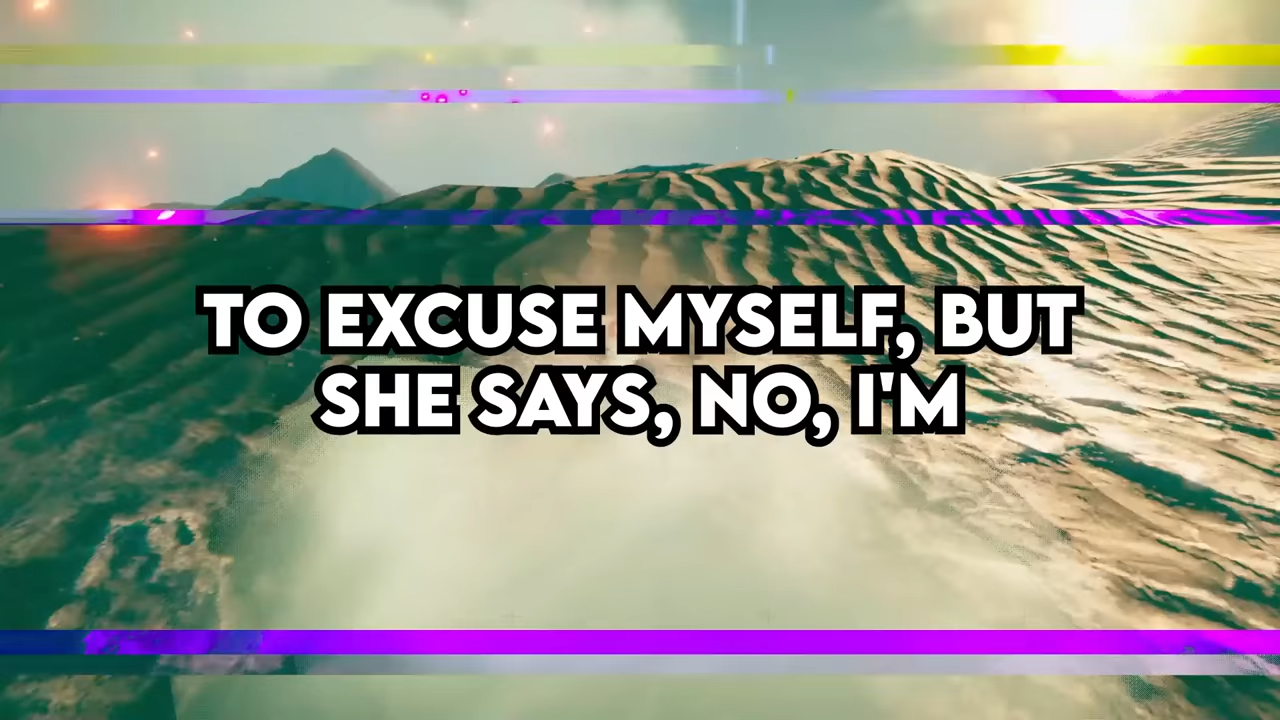 TO EXCUSE MYSELF, BUT
SHE SAYS, NO, I'M